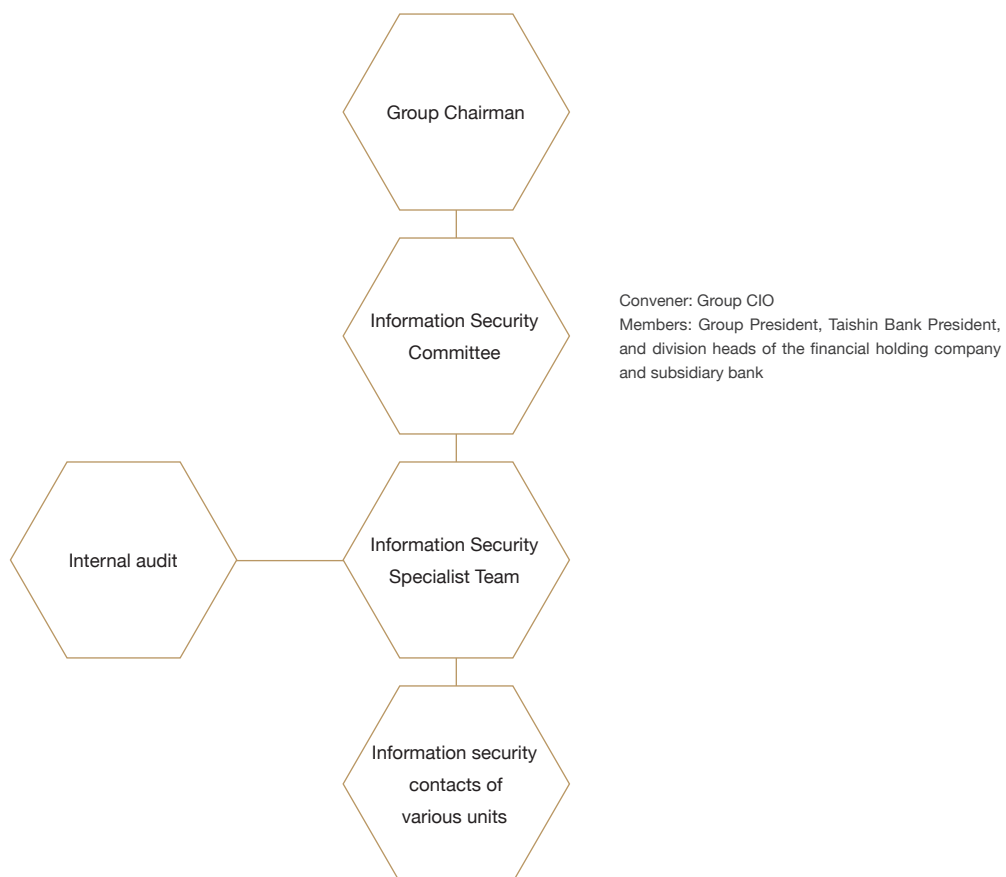 Group Chairman
Information Security
Committee
Convener: Group CIO
Members: Group President, Taishin Bank President,
and division heads of the financial holding company
and subsidiary bank
Internal audit
Information Security
Specialist Team
Information security
contacts of
various units